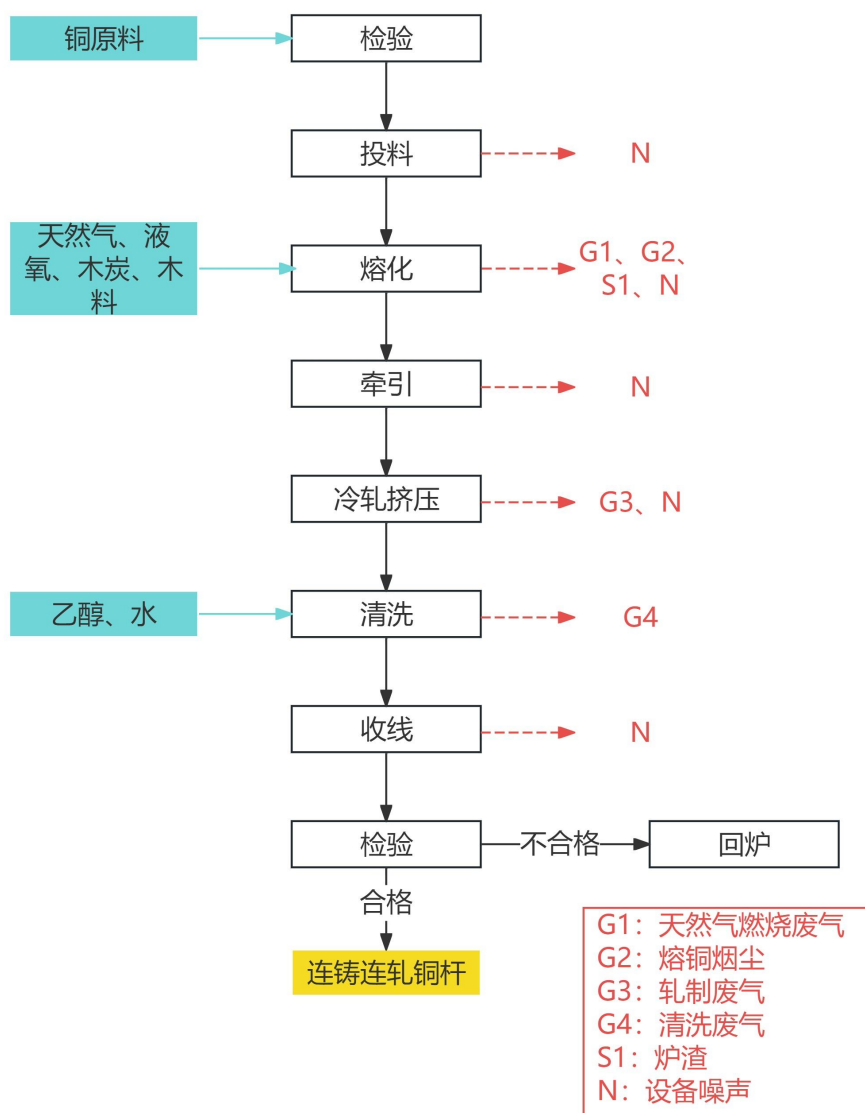 铜原料
检验
投料
N
天然气、液
氧、木炭、木
料
熔化
G1、G2、
S1、N
牵引
N
冷轧挤压
G3、N
乙醇、水
清洗
G4
收线
N
检验
不合格
回炉
合格
连铸连轧铜杆
G1：天然气燃烧废气
G2：熔铜烟尘
G3：轧制废气
G4：清洗废气
S1：炉渣
N：设备噪声